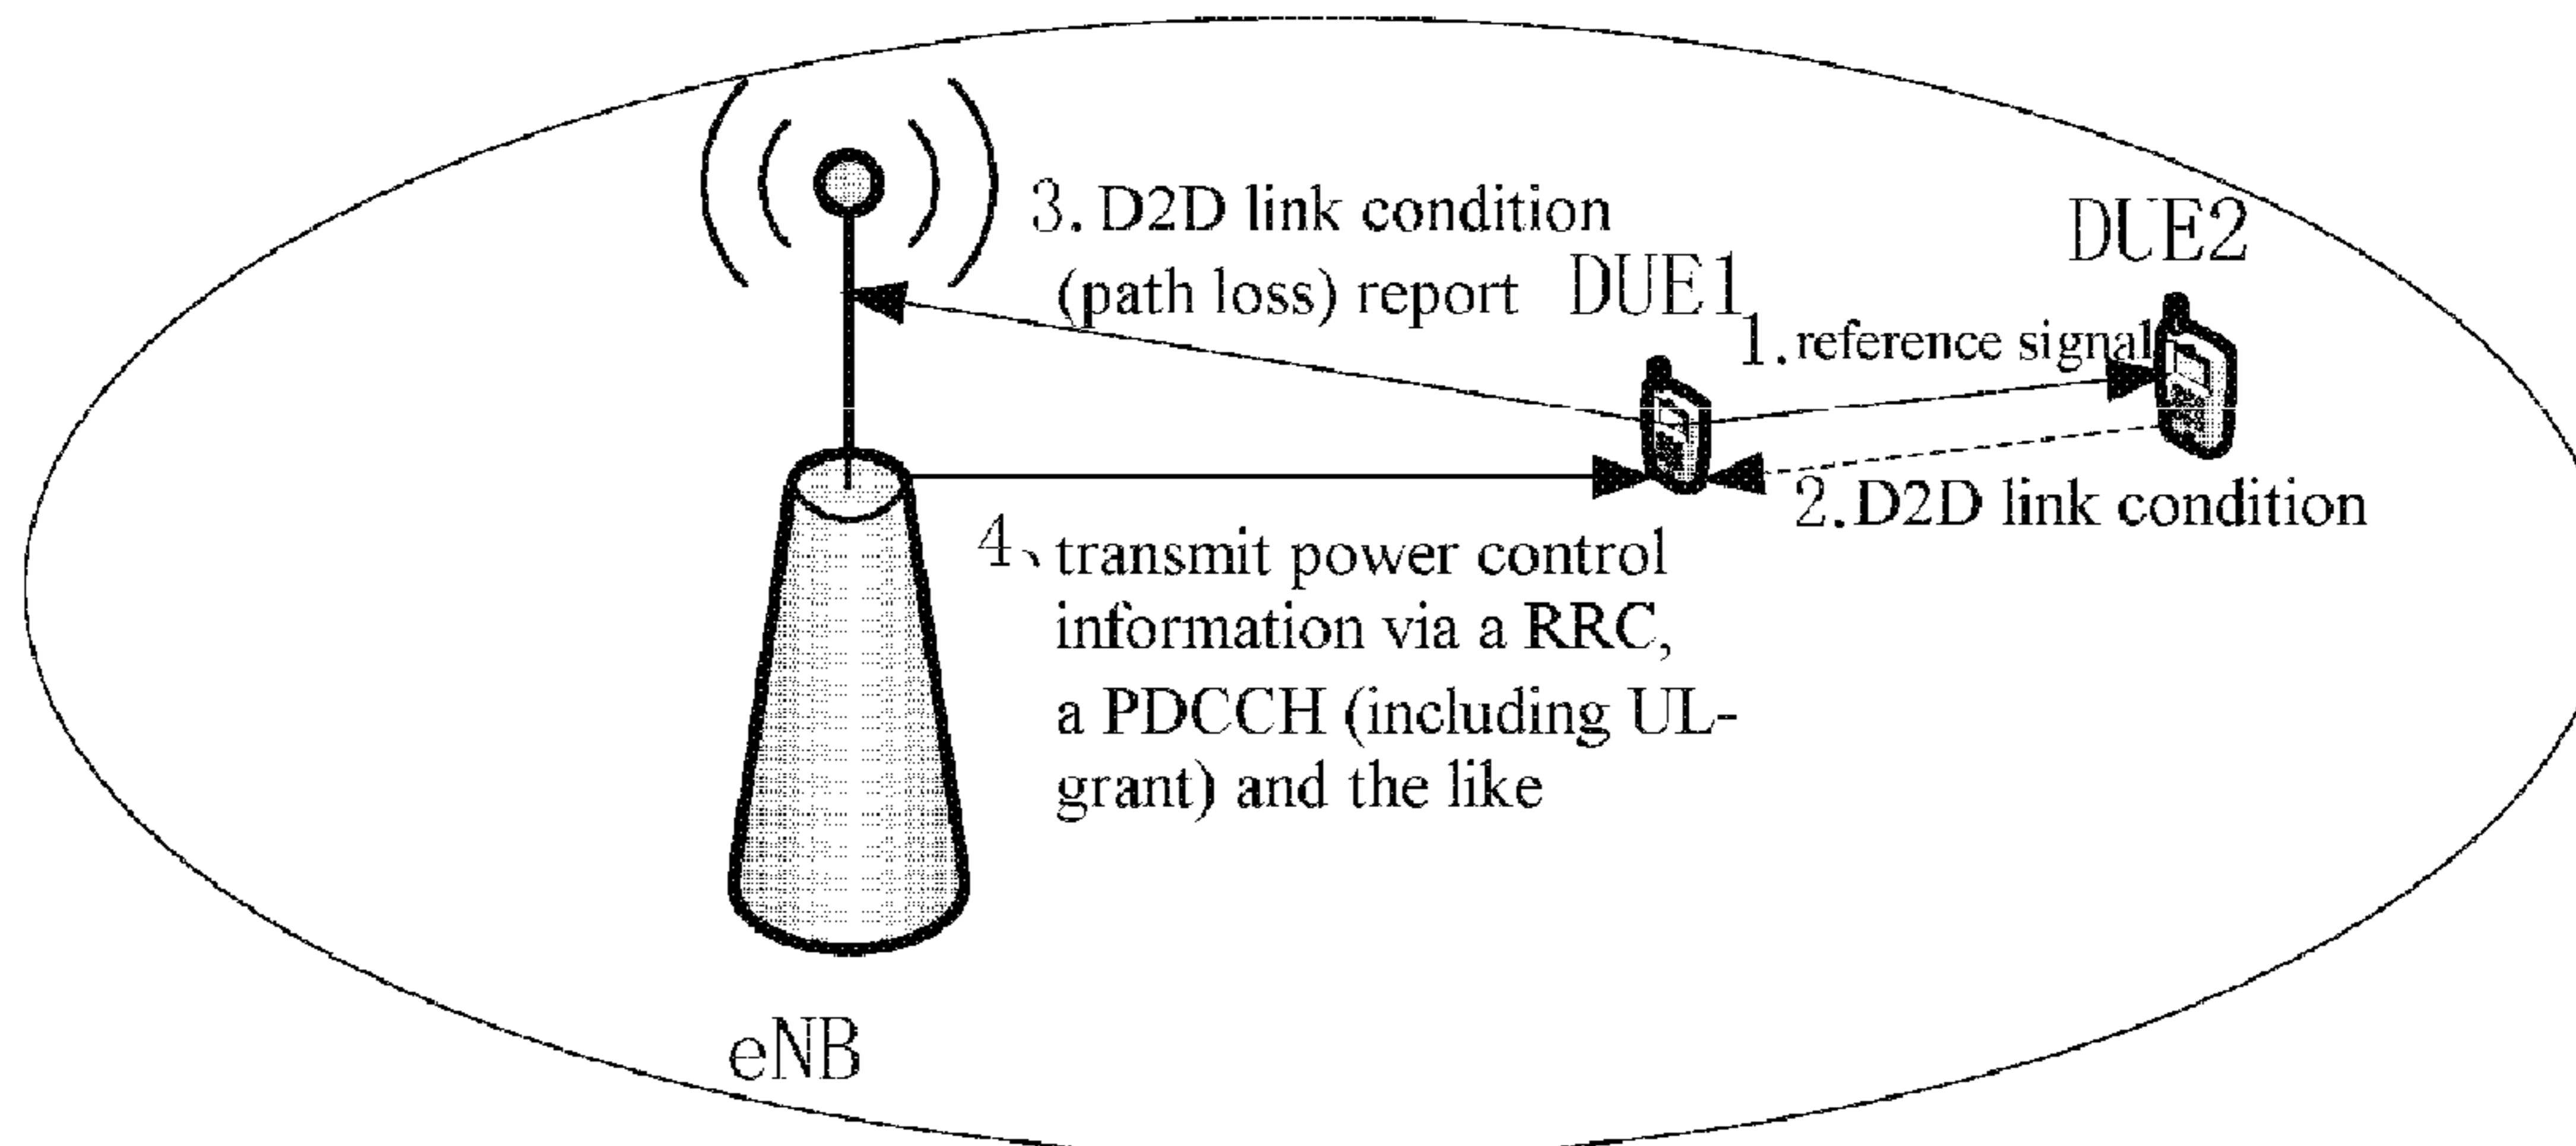 3. D2D link condition
(path loss) report
DUE1
DUE2
1. reference signal
2. D2D link condition
4、transmit power control
information via a RRC,
a PDCCH (including UL-
grant) and the like
eNB